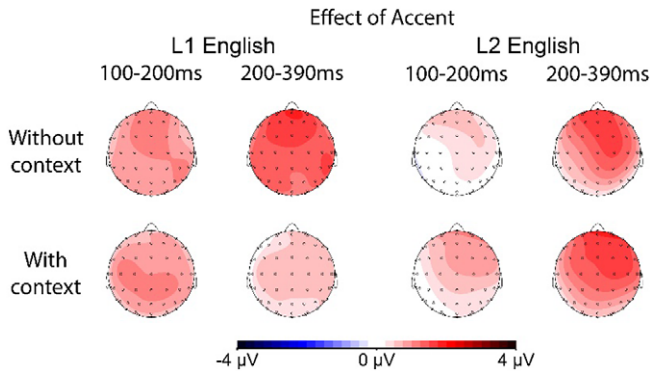 Effect of Accent
L1 English L2 English
100-200ms 200-390ms 100-200ms 200-390ms
Without
context
With
context
-4 μV 0 μV 4 μV